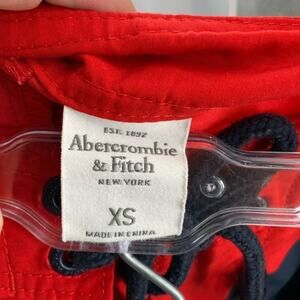 EST. 1892
Abercrombie
& Fitch
NEW YORK
XS
MADE IN CHINA